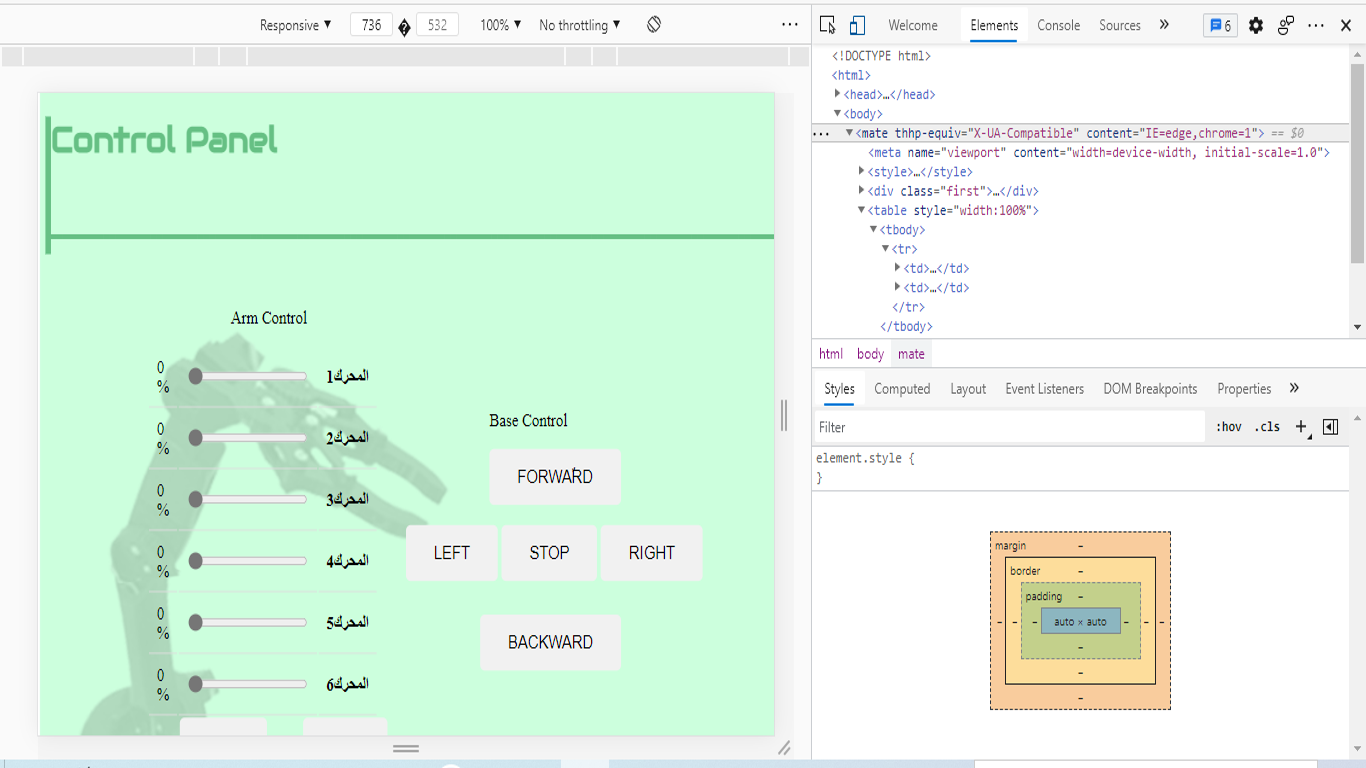 Responsive ▼ 736 � 532 100% ▼ No throttling ▼ ···
Welcome Elements Console Sources » 6 ··· ×
Control Panel
Arm Control
0 %
المحرك1
0 %
المحرك2
0 %
المحرك3
0 %
المحرك4
0 %
المحرك5
0 %
المحرك6
Base Control
FORWARD
LEFT STOP RIGHT
BACKWARD
<!DOCTYPE html>
<html>
▶<head>…</head>
▼<body>
··· ▼<mate thhp-equiv="X-UA-Compatible" content="IE=edge,chrome=1"> == $0
<meta name="viewport" content="width=device-width, initial-scale=1.0">
▶<style>…</style>
▶<div class="first">…</div>
▼<table style="width:100%">
▼<tbody>
▼<tr>
▶<td>…</td>
▶<td>…</td>
</tr>
</tbody>
html body mate
Styles Computed Layout Event Listeners DOM Breakpoints Properties »
Filter :hov .cls +
element.style {
}
margin -
border -
padding -
- - - auto × auto - - -
-
-
-